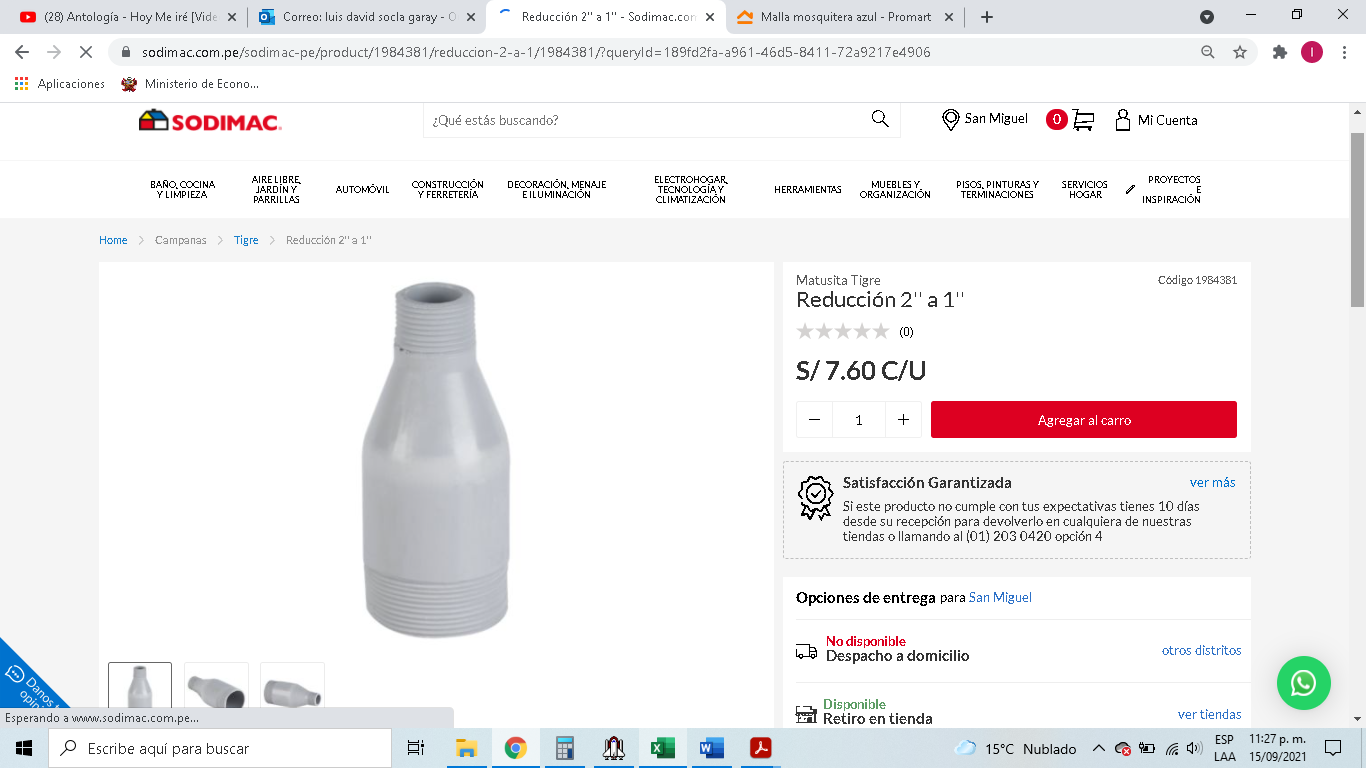 (28) Antología - Hoy Me iré [Vide
Correo: luis david socla garay - O
Reducción 2'' a 1'' - Sodimac.con
Malla mosquitera azul - Promart
sodimac.com.pe/sodimac-pe/product/1984381/reduccion-2-a-1/1984381/?queryId=189fd2fa-a961-46d5-8411-72a9217e4906
I
Aplicaciones
Ministerio de Econo...
SODIMAC.
¿Qué estás buscando?
San Miguel
0
Mi Cuenta
BAÑO, COCINA
Y LIMPIEZA
AIRE LIBRE,
JARDÍN Y
PARRILLAS
AUTOMÓVIL
CONSTRUCCIÓN
Y FERRETERÍA
DECORACIÓN, MENAJE
E ILUMINACIÓN
ELECTROHOGAR,
TECNOLOGÍA Y
CLIMATIZACIÓN
HERRAMIENTAS
MUEBLES Y
ORGANIZACIÓN
PISOS, PINTURAS Y
TERMINACIONES
SERVICIOS
HOGAR
PROYECTOS
E
INSPIRACIÓN
Home > Campanas > Tigre > Reducción 2'' a 1''
Matusita Tigre
Código 1984381
Reducción 2'' a 1''
(0)
S/ 7.60 C/U
− 1 +
Agregar al carro
Satisfacción Garantizada
ver más
Si este producto no cumple con tus expectativas tienes 10 días
desde su recepción para devolverlo en cualquiera de nuestras
tiendas o llamando al (01) 203 0420 opción 4
Opciones de entrega para San Miguel
No disponible
Despacho a domicilio
otros distritos
Disponible
Retiro en tienda
ver tiendas
Danos
opin
Esperando a www.sodimac.com.pe...
Escribe aquí para buscar
15°C Nublado
ESP
LAA
11:27 p. m.
15/09/2021